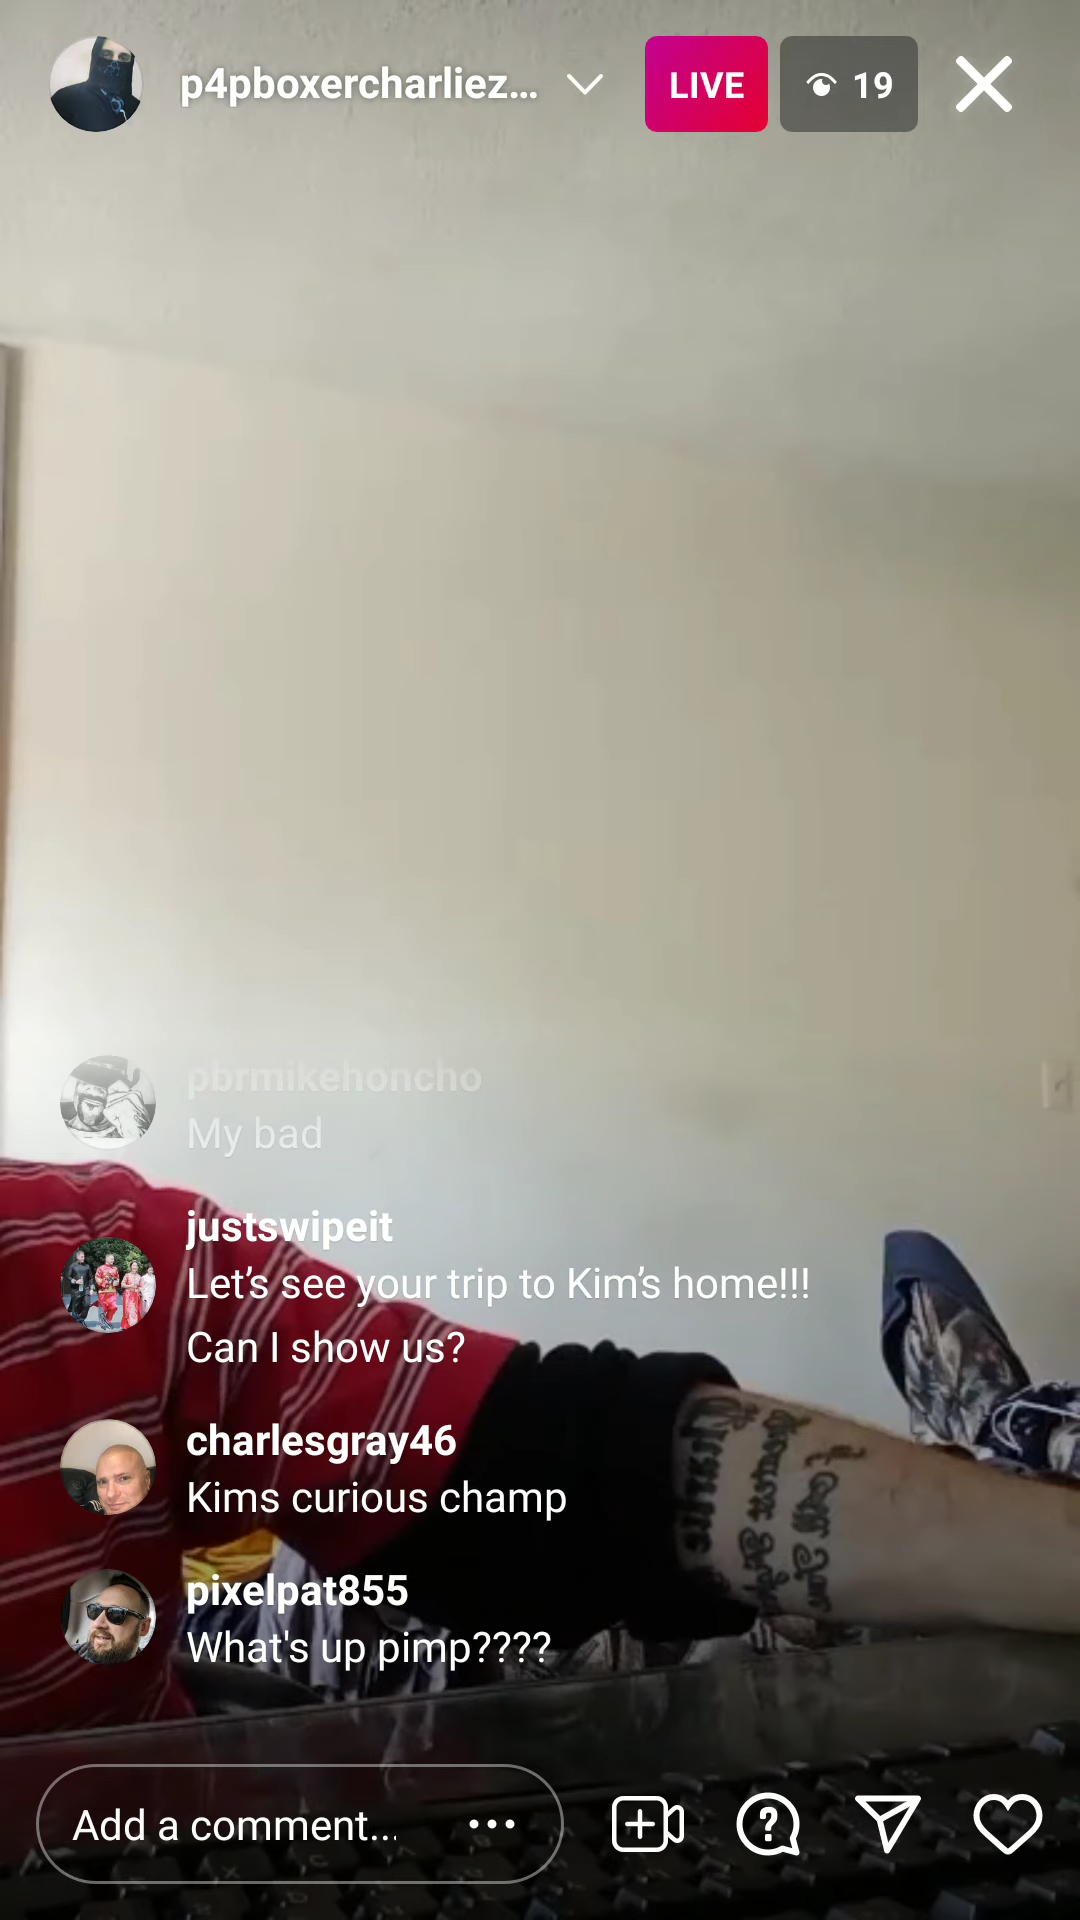 p4pboxercharliez...
LIVE
19
pbrmikehoncho
My bad
justswipeit
Let’s see your trip to Kim’s home!!!
Can I show us?
charlesgray46
Kims curious champ
pixelpat855
What's up pimp????
Add a comment...